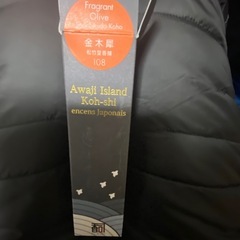 Fragrant
Olive
金木犀
108
Awaji Island
Koh-shi
encens japonais